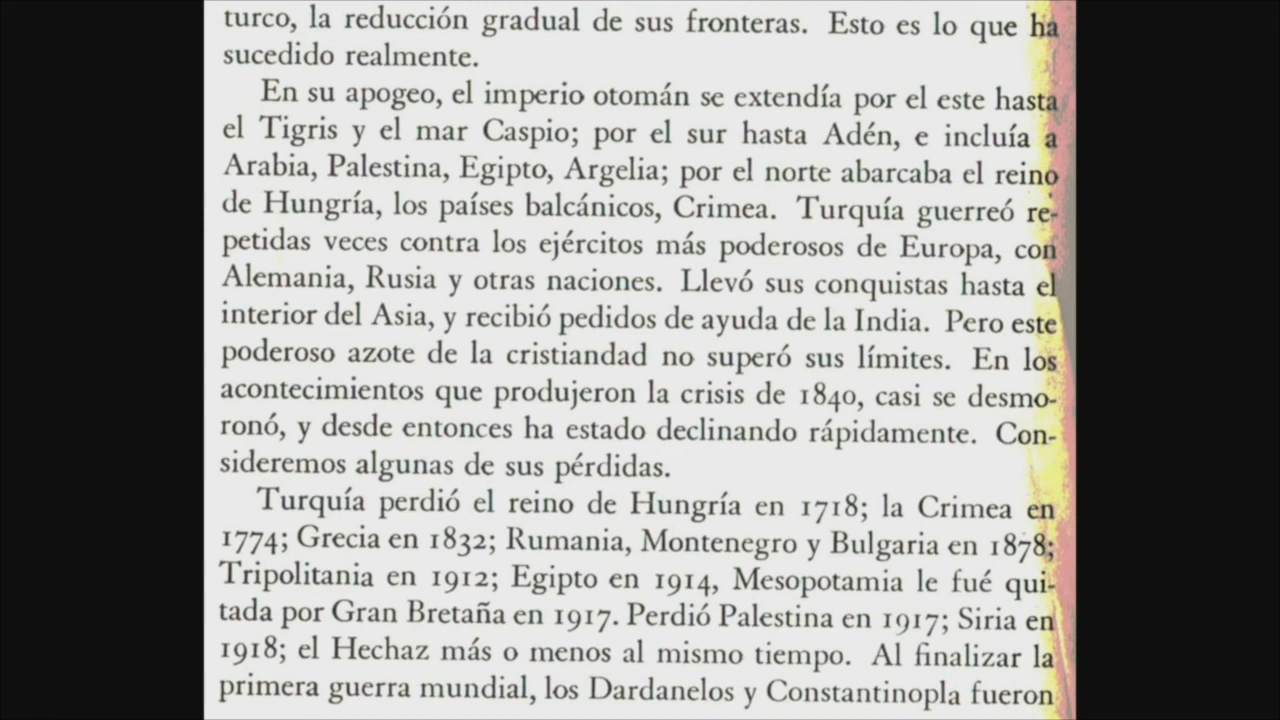 turco, la reducción gradual de sus fronteras. Esto es lo que ha
sucedido realmente.
En su apogeo, el imperio otomán se extendía por el este hasta
el Tigris y el mar Caspio; por el sur hasta Adén, e incluía a
Arabia, Palestina, Egipto, Argelia; por el norte abarcaba el reino
de Hungría, los países balcánicos, Crimea. Turquía guerreó re-
petidas veces contra los ejércitos más poderosos de Europa, con
Alemania, Rusia y otras naciones. Llevó sus conquistas hasta el
interior del Asia, y recibió pedidos de ayuda de la India. Pero este
poderoso azote de la cristiandad no superó sus límites. En los
acontecimientos que produjeron la crisis de 1840, casi se desmo-
ronó, y desde entonces ha estado declinando rápidamente. Con-
sideremos algunas de sus pérdidas.
Turquía perdió el reino de Hungría en 1718; la Crimea en
1774; Grecia en 1832; Rumania, Montenegro y Bulgaria en 1878;
Tripolitania en 1912; Egipto en 1914, Mesopotamia le fué qui-
tada por Gran Bretaña en 1917. Perdió Palestina en 1917; Siria en
1918; el Hechaz más o menos al mismo tiempo. Al finalizar la
primera guerra mundial, los Dardanelos y Constantinopla fueron